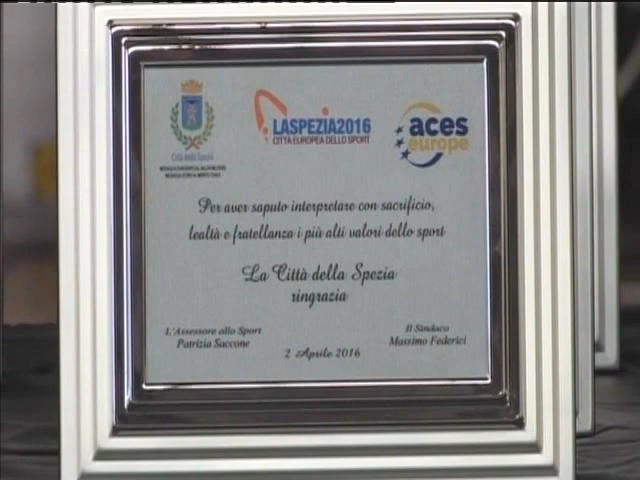 Città della Spezia
LASPEZIA2016
CITTÀ EUROPEA DELLO SPORT
aces
europe
Per aver saputo interpretare con sacrificio,
lealtà e fratellanza i più alti valori dello sport
La Città della Spezia
ringrazia
L'Assessore allo Sport
Patrizia Saccone
Il Sindaco
Massimo Federici
2 Aprile 2016